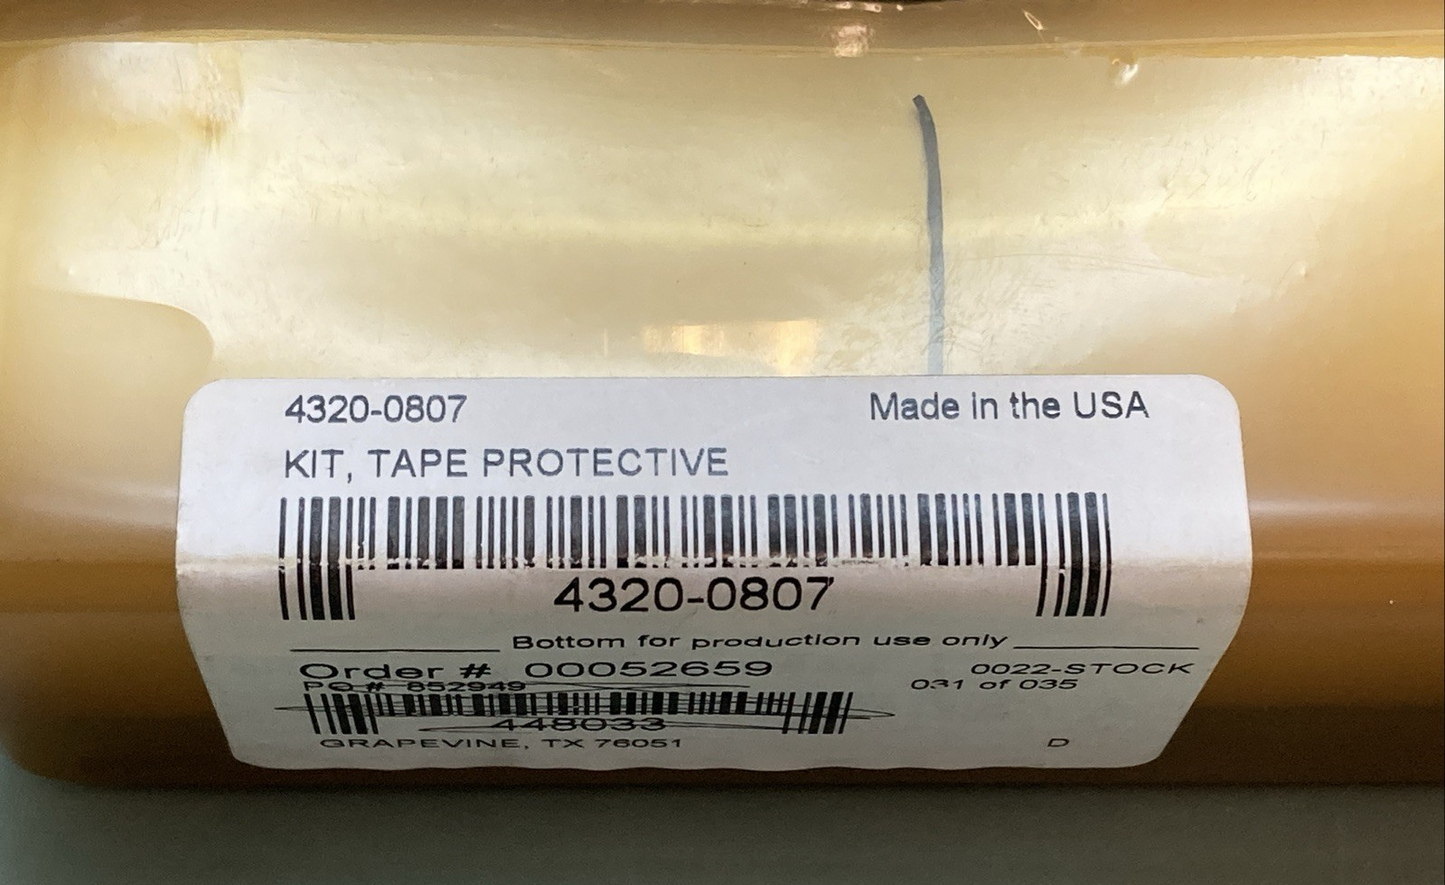 4320-0807 Made in the USA
KIT, TAPE PROTECTIVE
4320-0807
Bottom for production use only
Order # 00052659 0022-STOCK
PO # 852949 031 of 035
448033
GRAPEVINE, TX 76051 D